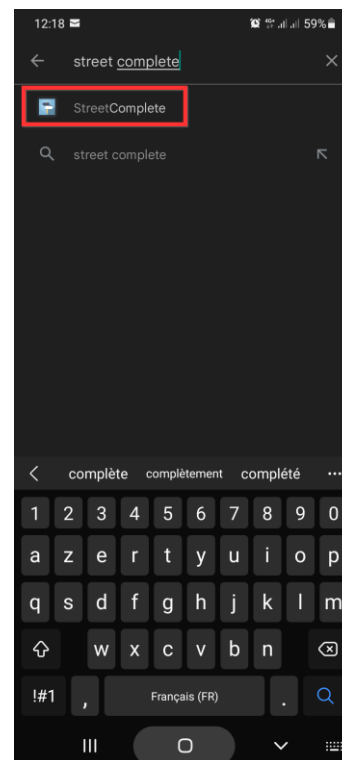 12:18 59%
street complete
StreetComplete
street complete
complète complètement complété ...
1 2 3 4 5 6 7 8 9 0
a z e r t y u i o p
q s d f g h j k l m
w x c v b n
!#1 , Français (FR) .